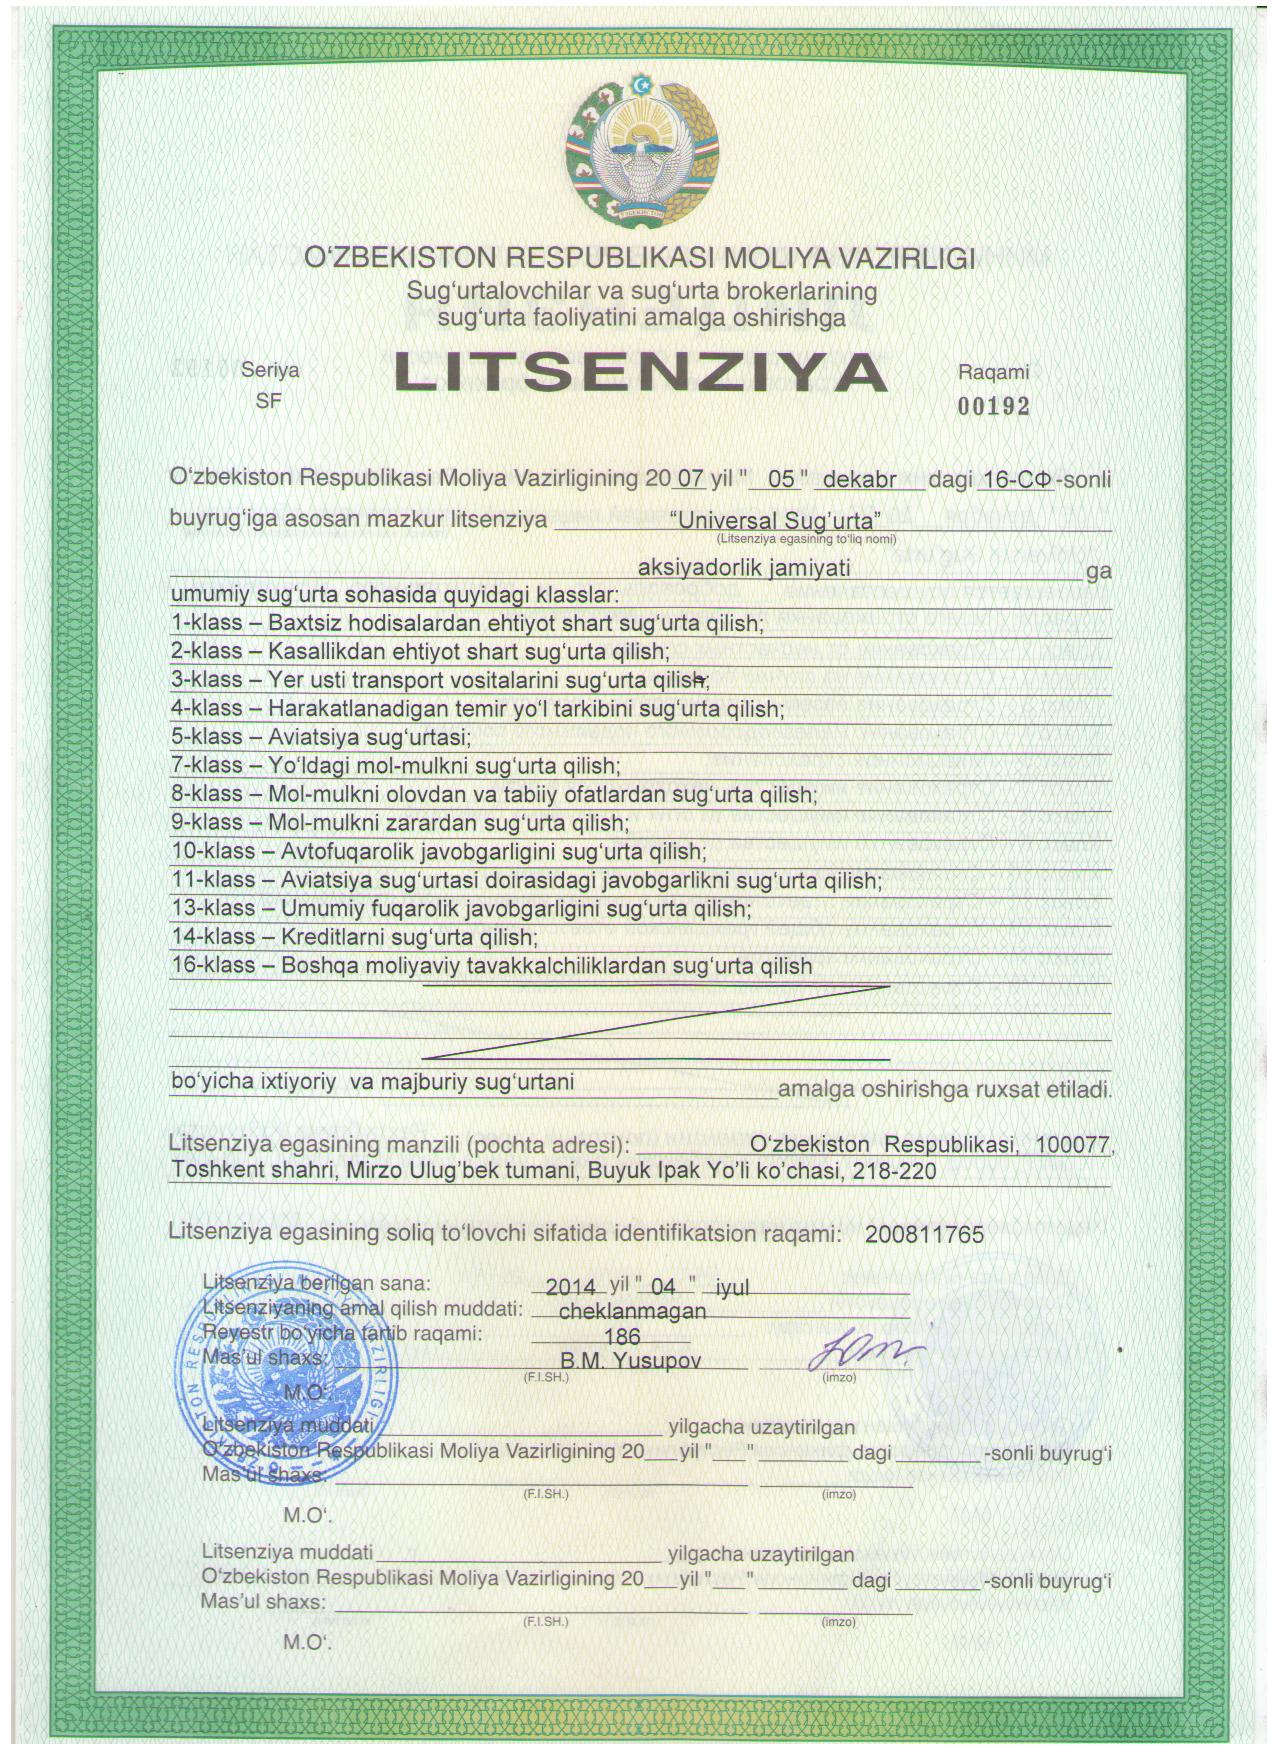 O‘ZBEKISTON RESPUBLIKASI MOLIYA VAZIRLIGI
Sug‘urtalovchilar va sug‘urta brokerlarining
sug‘urta faoliyatini amalga oshirishga
LITSENZIYA
Seriya
SF
Raqami
00192
O‘zbekiston Respublikasi Moliya Vazirligining 20 07 yil " 05 " dekabr dagi 16-СФ -sonli
buyrug‘iga asosan mazkur litsenziya “Universal Sug’urta”
(Litsenziya egasining to‘liq nomi)
aksiyadorlik jamiyati ga
umumiy sug‘urta sohasida quyidagi klasslar:
1-klass – Baxtsiz hodisalardan ehtiyot shart sug‘urta qilish;
2-klass – Kasallikdan ehtiyot shart sug‘urta qilish;
3-klass – Yer usti transport vositalarini sug‘urta qilish;
4-klass – Harakatlanadigan temir yo‘l tarkibini sug‘urta qilish;
5-klass – Aviatsiya sug‘urtasi;
7-klass – Yo‘ldagi mol-mulkni sug‘urta qilish;
8-klass – Mol-mulkni olovdan va tabiiy ofatlardan sug‘urta qilish;
9-klass – Mol-mulkni zarardan sug‘urta qilish;
10-klass – Avtofuqarolik javobgarligini sug‘urta qilish;
11-klass – Aviatsiya sug‘urtasi doirasidagi javobgarlikni sug‘urta qilish;
13-klass – Umumiy fuqarolik javobgarligini sug‘urta qilish;
14-klass – Kreditlarni sug‘urta qilish;
16-klass – Boshqa moliyaviy tavakkalchiliklardan sug‘urta qilish
bo‘yicha ixtiyoriy va majburiy sug‘urtani amalga oshirishga ruxsat etiladi.
Litsenziya egasining manzili (pochta adresi): O‘zbekiston Respublikasi, 100077,
Toshkent shahri, Mirzo Ulug’bek tumani, Buyuk Ipak Yo’li ko’chasi, 218-220
Litsenziya egasining soliq to‘lovchi sifatida identifikatsion raqami: 200811765
Litsenziya berilgan sana: 2014 yil " 04 " iyul
Litsenziyaning amal qilish muddati: cheklanmagan
Reyestr bo‘yicha tartib raqami: 186
Mas’ul shaxs: B.M. Yusupov
(F.I.SH.) (imzo)
M.O‘.
Litsenziya muddati yilgacha uzaytirilgan
O‘zbekiston Respublikasi Moliya Vazirligining 20 yil " " dagi -sonli buyrug‘i
Mas’ul shaxs:
(F.I.SH.) (imzo)
M.O‘.
Litsenziya muddati yilgacha uzaytirilgan
O‘zbekiston Respublikasi Moliya Vazirligining 20 yil " " dagi -sonli buyrug‘i
Mas’ul shaxs:
(F.I.SH.) (imzo)
M.O‘.